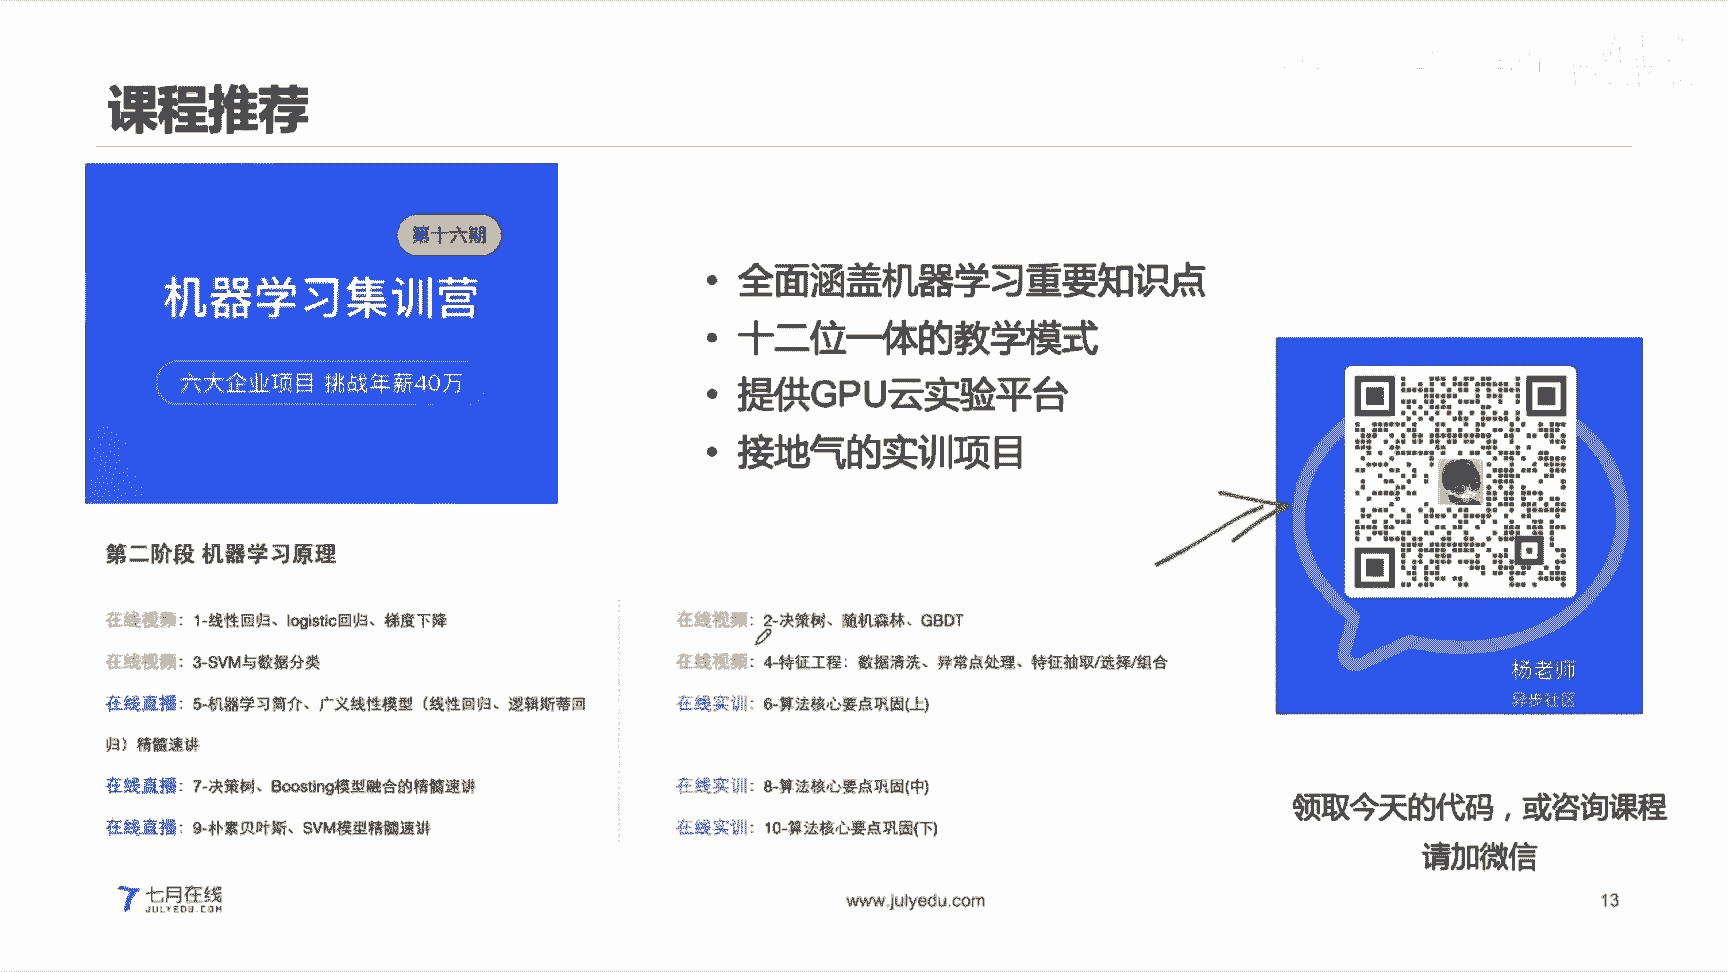 课程推荐
第十六期
机器学习集训营
六大企业项目 挑战年薪40万
• 全面涵盖机器学习重要知识点
• 十二位一体的教学模式
• 提供GPU云实验平台
• 接地气的实训项目
第二阶段 机器学习原理
在线视频：1-线性回归、logistic回归、梯度下降
在线视频：2-决策树、随机森林、GBDT
在线视频：3-SVM与数据分类
在线视频：4-特征工程：数据清洗、异常点处理、特征抽取/选择/组合
在线直播：5-机器学习简介、广义线性模型（线性回归、逻辑斯蒂回
归）精髓速讲
在线实训：6-算法核心要点巩固(上)
在线直播：7-决策树、Boosting模型融合的精髓速讲
在线实训：8-算法核心要点巩固(中)
在线直播：9-朴素贝叶斯、SVM模型精髓速讲
在线实训：10-算法核心要点巩固(下)
杨老师
异步社区
领取今天的代码，或咨询课程
请加微信
七月在线
JULYEDU.COM
www.julyedu.com
13